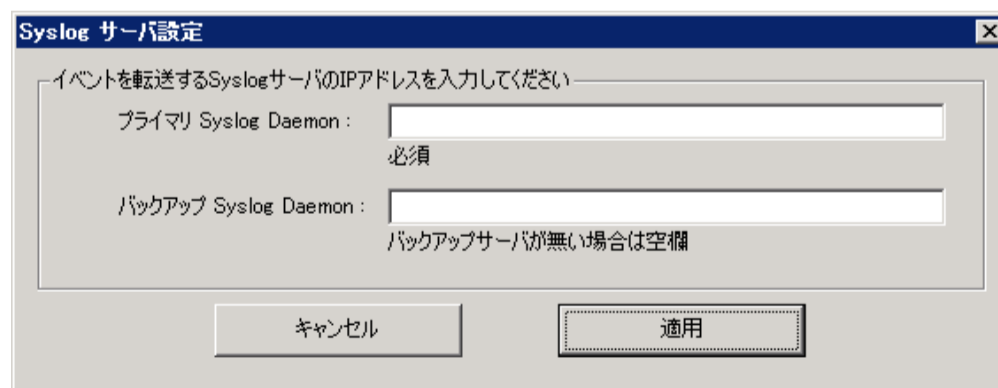 Syslog サーバ設定
イベントを転送するSyslogサーバのIPアドレスを入力してください
プライマリ Syslog Daemon :
必須
バックアップ Syslog Daemon :
バックアップサーバが無い場合は空欄
キャンセル
適用